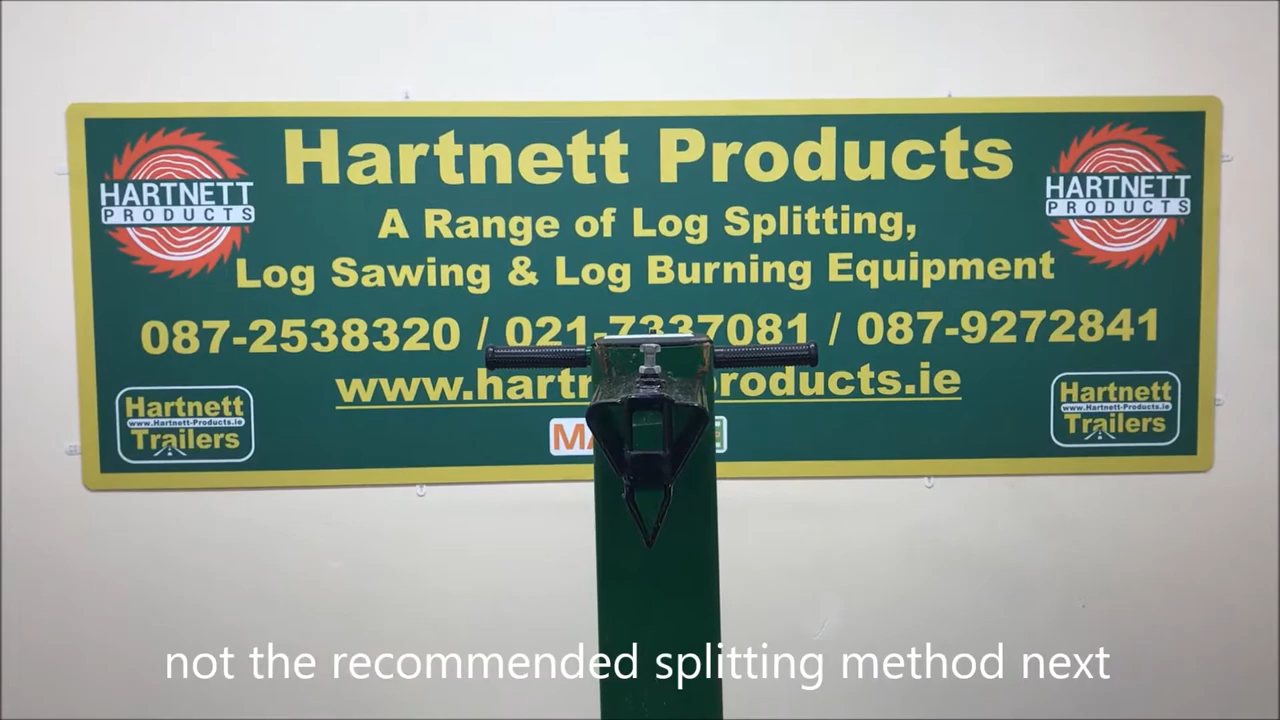 Hartnett Products
HARTNETT
PRODUCTS
HARTNETT
PRODUCTS
A Range of Log Splitting,
Log Sawing & Log Burning Equipment
087-2538320 / 021-7337081 / 087-9272841
products.ie
Hartnett
www.Hartnett-Products.ie
Trailers
Hartnett
www.Hartnett-Products.ie
Trailers
not the recommended splitting method next